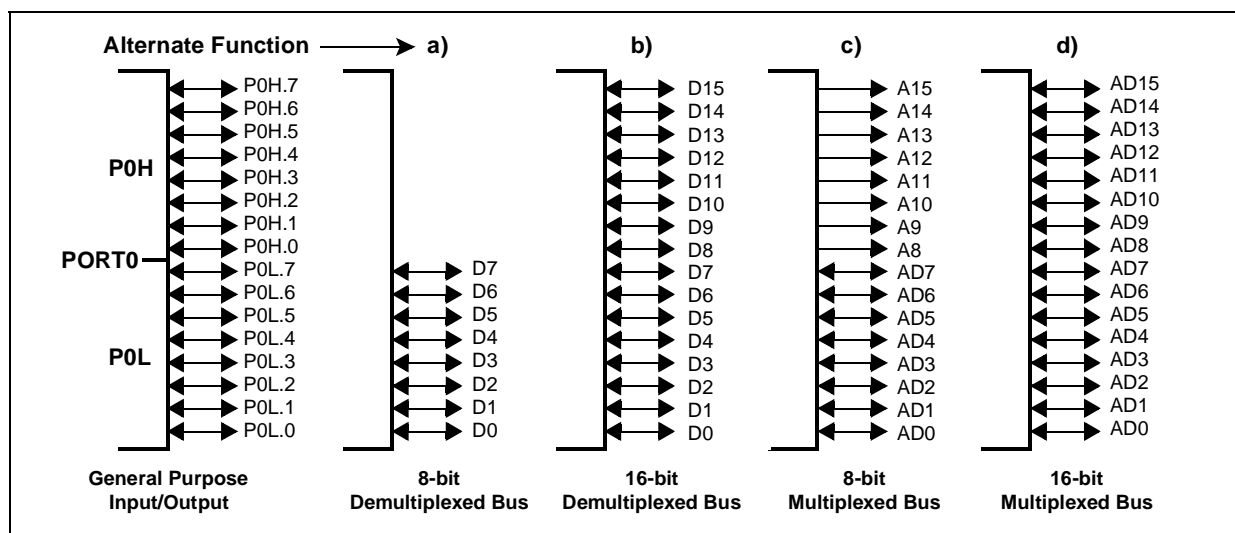 Alternate Function a) b) c) d)
P0H.7 D15 A15 AD15
P0H.6 D14 A14 AD14
P0H.5 D13 A13 AD13
P0H.4 D12 A12 AD12
P0H P0H.3 D11 A11 AD11
P0H.2 D10 A10 AD10
P0H.1 D9 A9 AD9
P0H.0 D8 A8 AD8
PORT0 P0L.7 D7 D7 AD7 AD7
P0L.6 D6 D6 AD6 AD6
P0L.5 D5 D5 AD5 AD5
P0L.4 D4 D4 AD4 AD4
P0L P0L.3 D3 D3 AD3 AD3
P0L.2 D2 D2 AD2 AD2
P0L.1 D1 D1 AD1 AD1
P0L.0 D0 D0 AD0 AD0
General Purpose 8-bit 16-bit 8-bit 16-bit
Input/Output Demultiplexed Bus Demultiplexed Bus Multiplexed Bus Multiplexed Bus